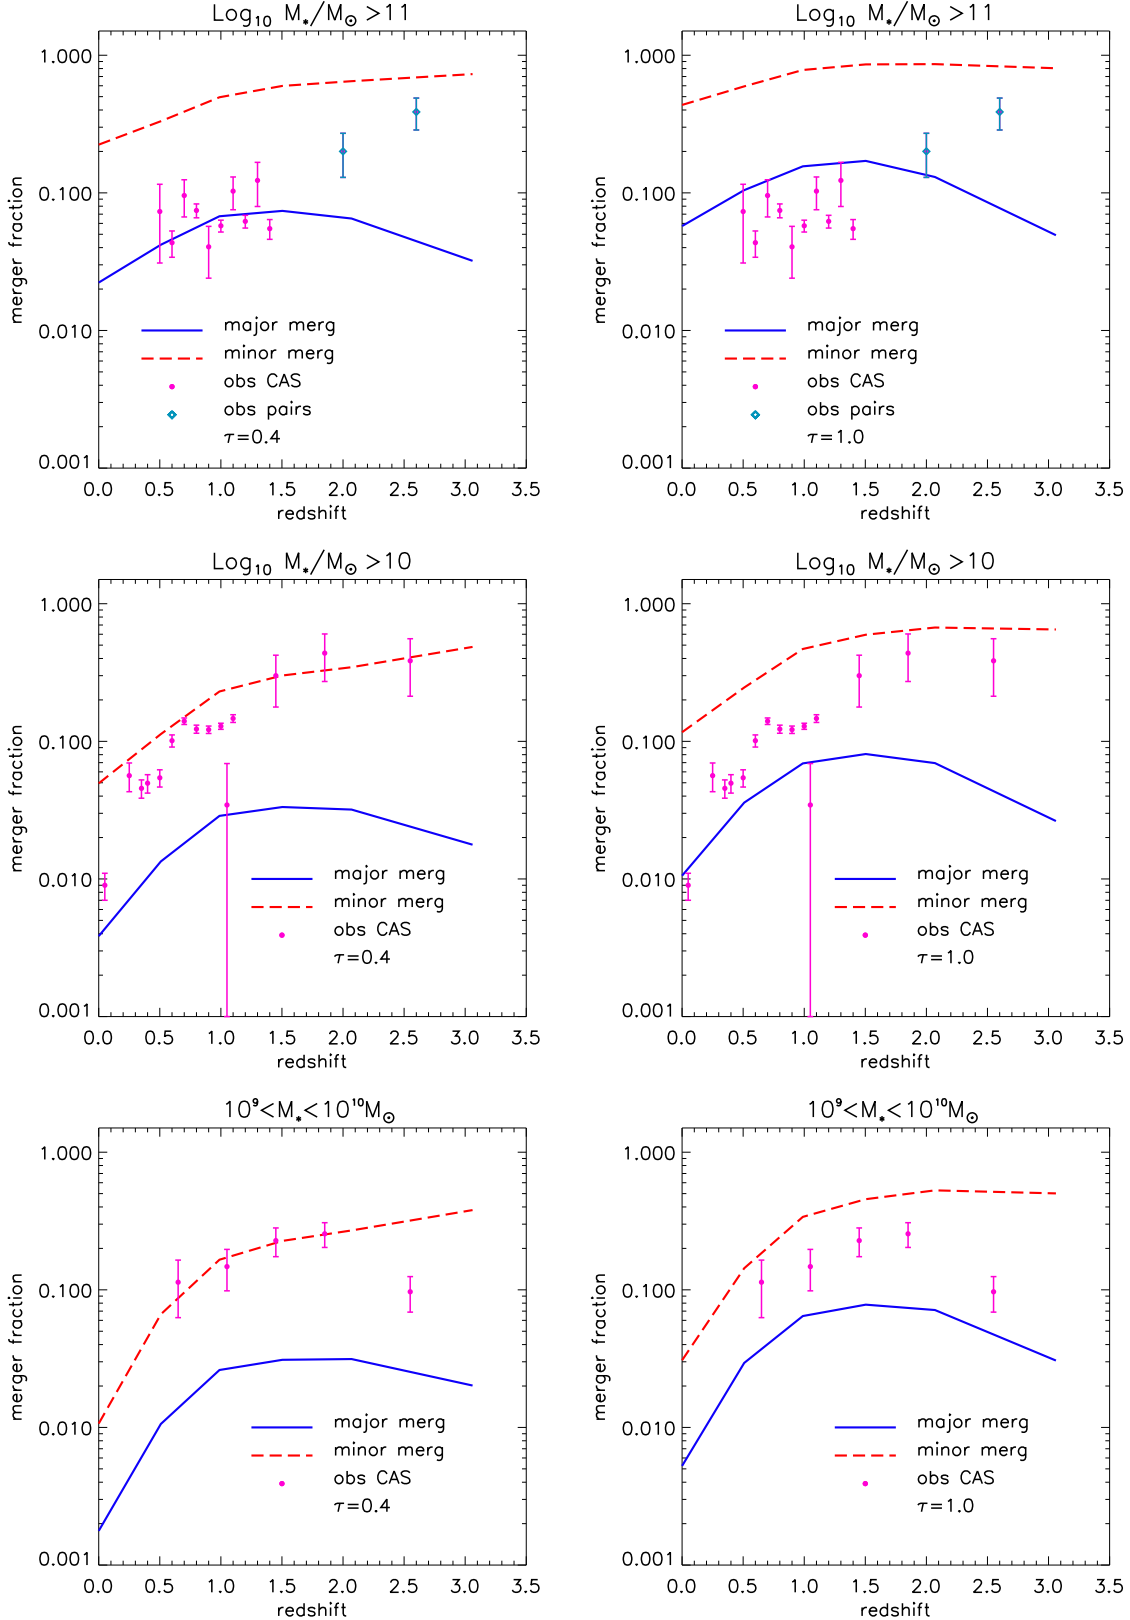 Log₁₀ M*/M⊙ >11
1.000
0.100
0.010
0.001
merger fraction
major merg
minor merg
obs CAS
obs pairs
τ=0.4
0.0 0.5 1.0 1.5 2.0 2.5 3.0 3.5
redshift
Log₁₀ M*/M⊙ >11
1.000
0.100
0.010
0.001
merger fraction
major merg
minor merg
obs CAS
obs pairs
τ=1.0
0.0 0.5 1.0 1.5 2.0 2.5 3.0 3.5
redshift
Log₁₀ M*/M⊙ >10
1.000
0.100
0.010
0.001
merger fraction
major merg
minor merg
obs CAS
τ=0.4
0.0 0.5 1.0 1.5 2.0 2.5 3.0 3.5
redshift
Log₁₀ M*/M⊙ >10
1.000
0.100
0.010
0.001
merger fraction
major merg
minor merg
obs CAS
τ=1.0
0.0 0.5 1.0 1.5 2.0 2.5 3.0 3.5
redshift
10⁹<M*<10¹⁰M⊙
1.000
0.100
0.010
0.001
merger fraction
major merg
minor merg
obs CAS
τ=0.4
0.0 0.5 1.0 1.5 2.0 2.5 3.0 3.5
redshift
10⁹<M*<10¹⁰M⊙
1.000
0.100
0.010
0.001
merger fraction
major merg
minor merg
obs CAS
τ=1.0
0.0 0.5 1.0 1.5 2.0 2.5 3.0 3.5
redshift